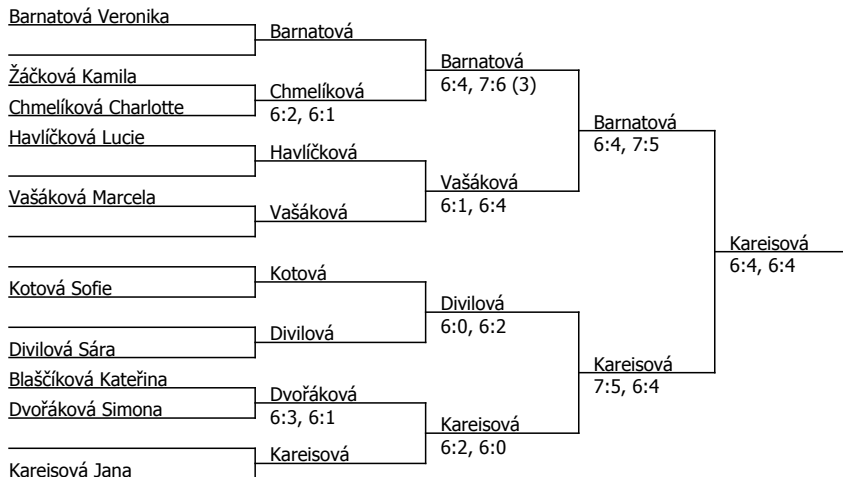 Barnatová Veronika
Barnatová
Barnatová
6:4, 7:6 (3)
Žáčková Kamila
Chmelíková
6:2, 6:1
Chmelíková Charlotte
Barnatová
6:4, 7:5
Havlíčková Lucie
Havlíčková
Vašáková
6:1, 6:4
Vašáková Marcela
Vašáková
Kareisová
6:4, 6:4
Kotová
Kotová Sofie
Divilová
6:0, 6:2
Divilová
Divilová Sára
Kareisová
7:5, 6:4
Blaščíková Kateřina
Dvořáková
6:3, 6:1
Dvořáková Simona
Kareisová
6:2, 6:0
Kareisová
Kareisová Jana